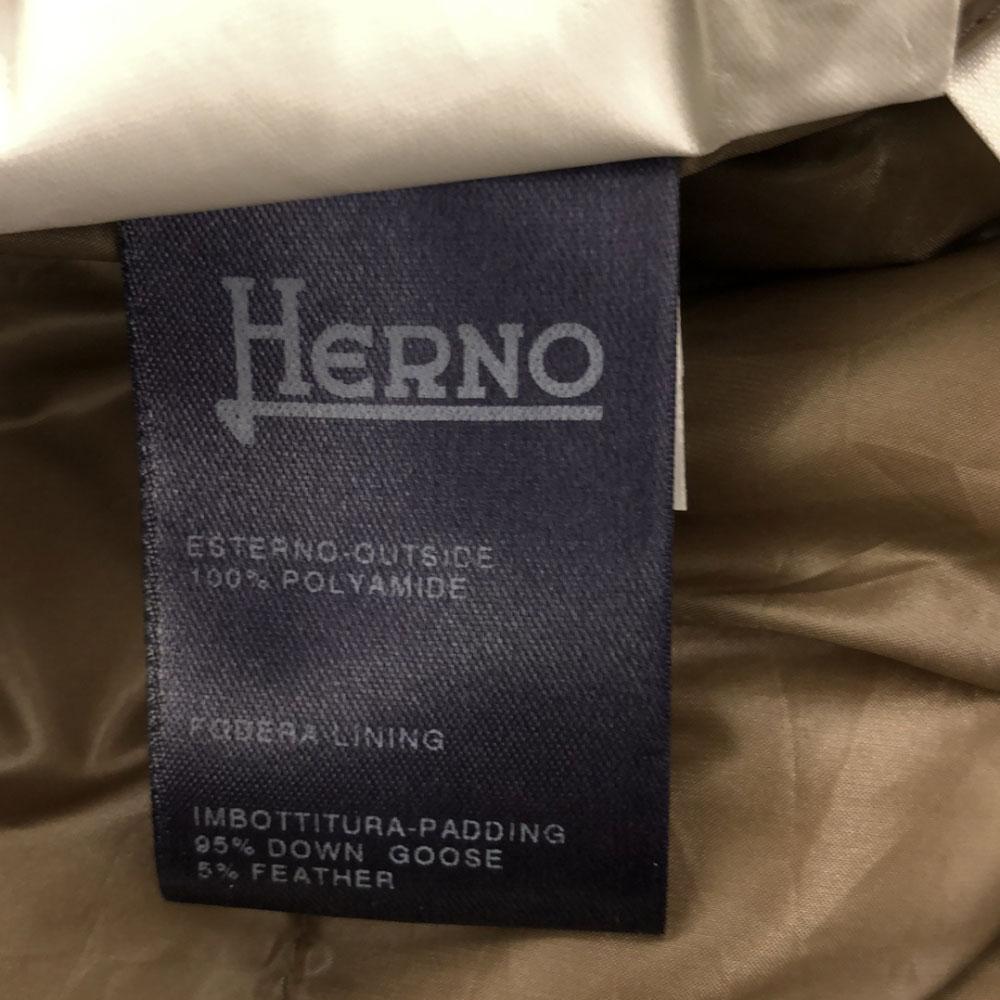 HERNO
ESTERNO-OUTSIDE
100% POLYAMIDE
FODERA LINING
IMBOTTITURA-PADDING
95% DOWN GOOSE
5% FEATHER